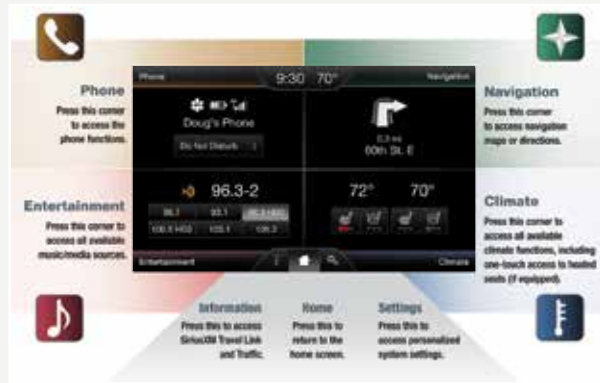 Phone
Press this corner
to access the
phone functions.
Entertainment
Press this corner to
access all available
music/media sources.
Phone
9:30 70°
Navigation
Doug's Phone
Do Not Disturb
0.3 mi
60th St. E
96.3-2
93.1
105.1
72° 70°
Entertainment
Climate
Navigation
Press this corner
to access navigation
maps or directions.
Climate
Press this corner to
access all available
climate functions, including
one-touch access to heated
seats (if equipped).
Information
Press this to access
SiriusXM Travel Link
and Traffic.
Home
Press this to
return to the
home screen.
Settings
Press this to
access personalized
system settings.